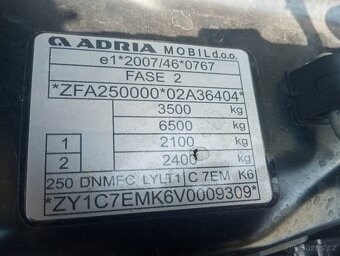 ADRIA MOBIL d.o.o.
e1*2007/46*0767
FASE 2
*ZFA250000*02A36404*
3500 kg
6500 kg
1 2100 kg
2 2400 kg
250 DNMFC LYLT1 C 7EM K6
*ZY1C7EMK6V0009309*